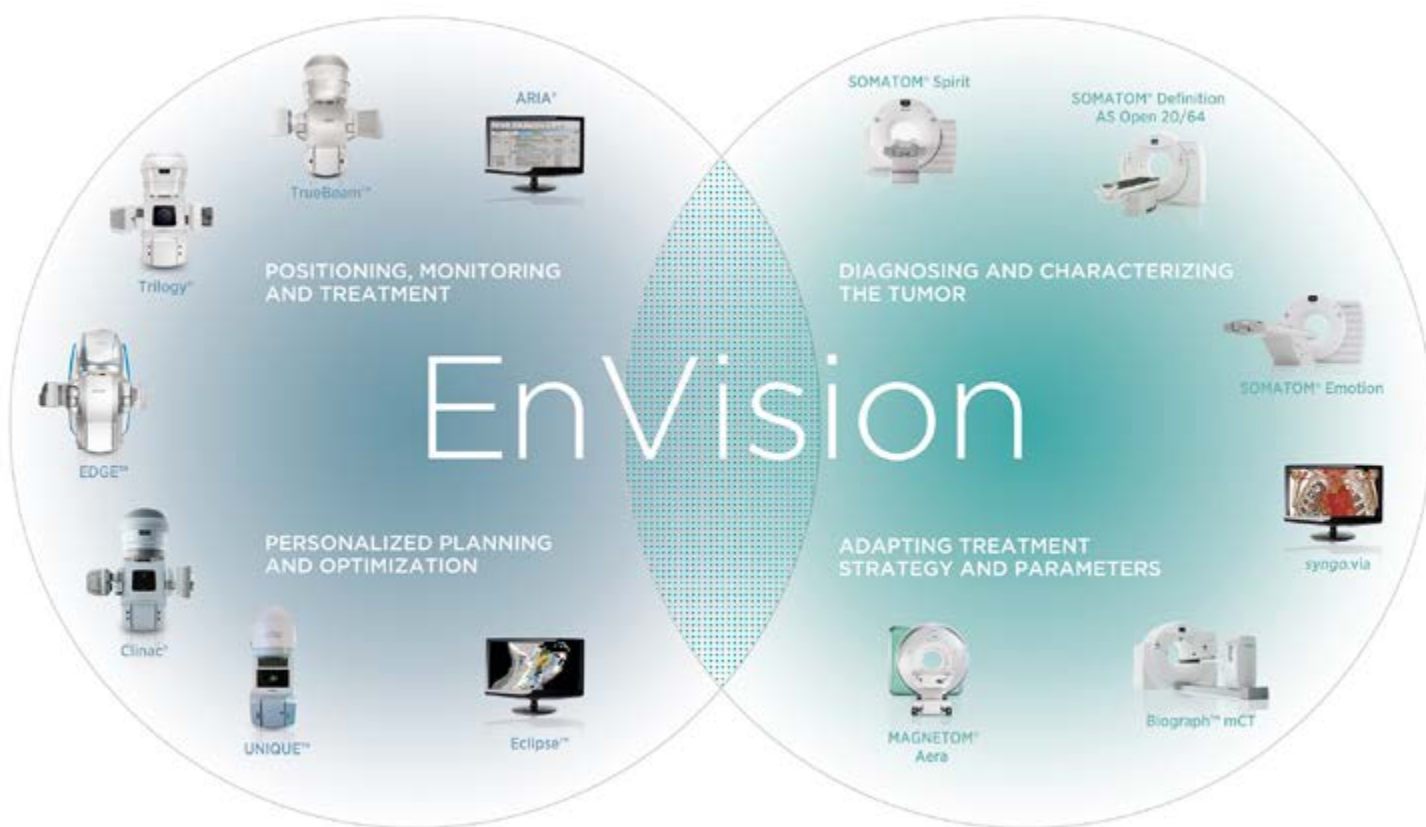 SOMATOM® Spirit
ARIA®
SOMATOM® Definition
AS Open 20/64
TrueBeam™
POSITIONING, MONITORING
AND TREATMENT
DIAGNOSING AND CHARACTERIZING
THE TUMOR
Trilogy®
SOMATOM® Emotion
EnVision
EDGE™
PERSONALIZED PLANNING
AND OPTIMIZATION
ADAPTING TREATMENT
STRATEGY AND PARAMETERS
syngo.via
Clinac®
UNIQUE™
Eclipse™
MAGNETOM®
Aera
Biograph™ mCT